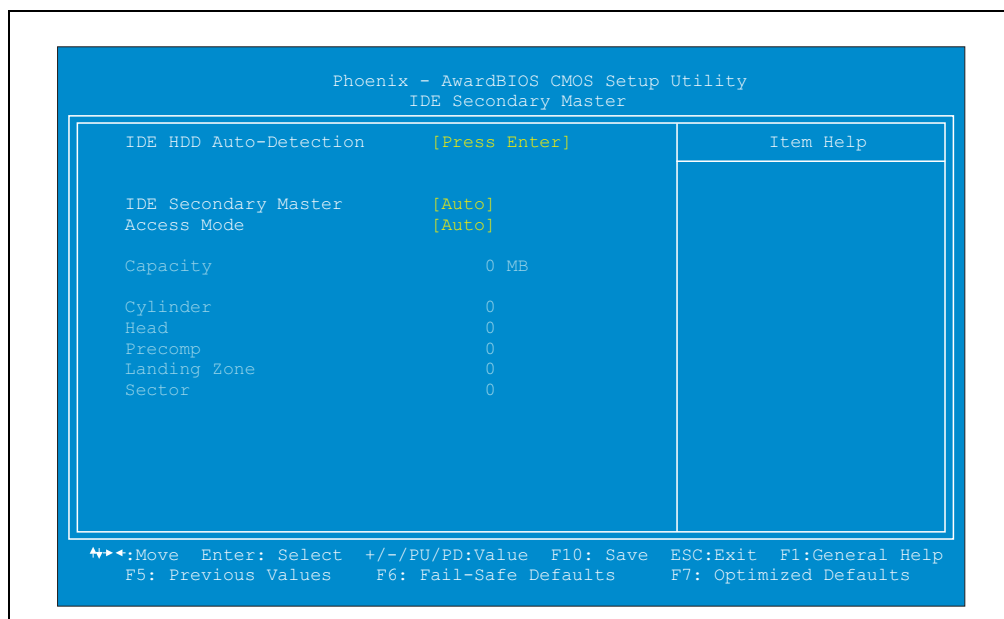 Phoenix - AwardBIOS CMOS Setup Utility
IDE Secondary Master
IDE HDD Auto-Detection [Press Enter]
Item Help
IDE Secondary Master [Auto]
Access Mode [Auto]
Capacity 0 MB
Cylinder 0
Head 0
Precomp 0
Landing Zone 0
Sector 0
:Move Enter: Select +/-/PU/PD:Value F10: Save ESC:Exit F1:General Help
F5: Previous Values F6: Fail-Safe Defaults F7: Optimized Defaults